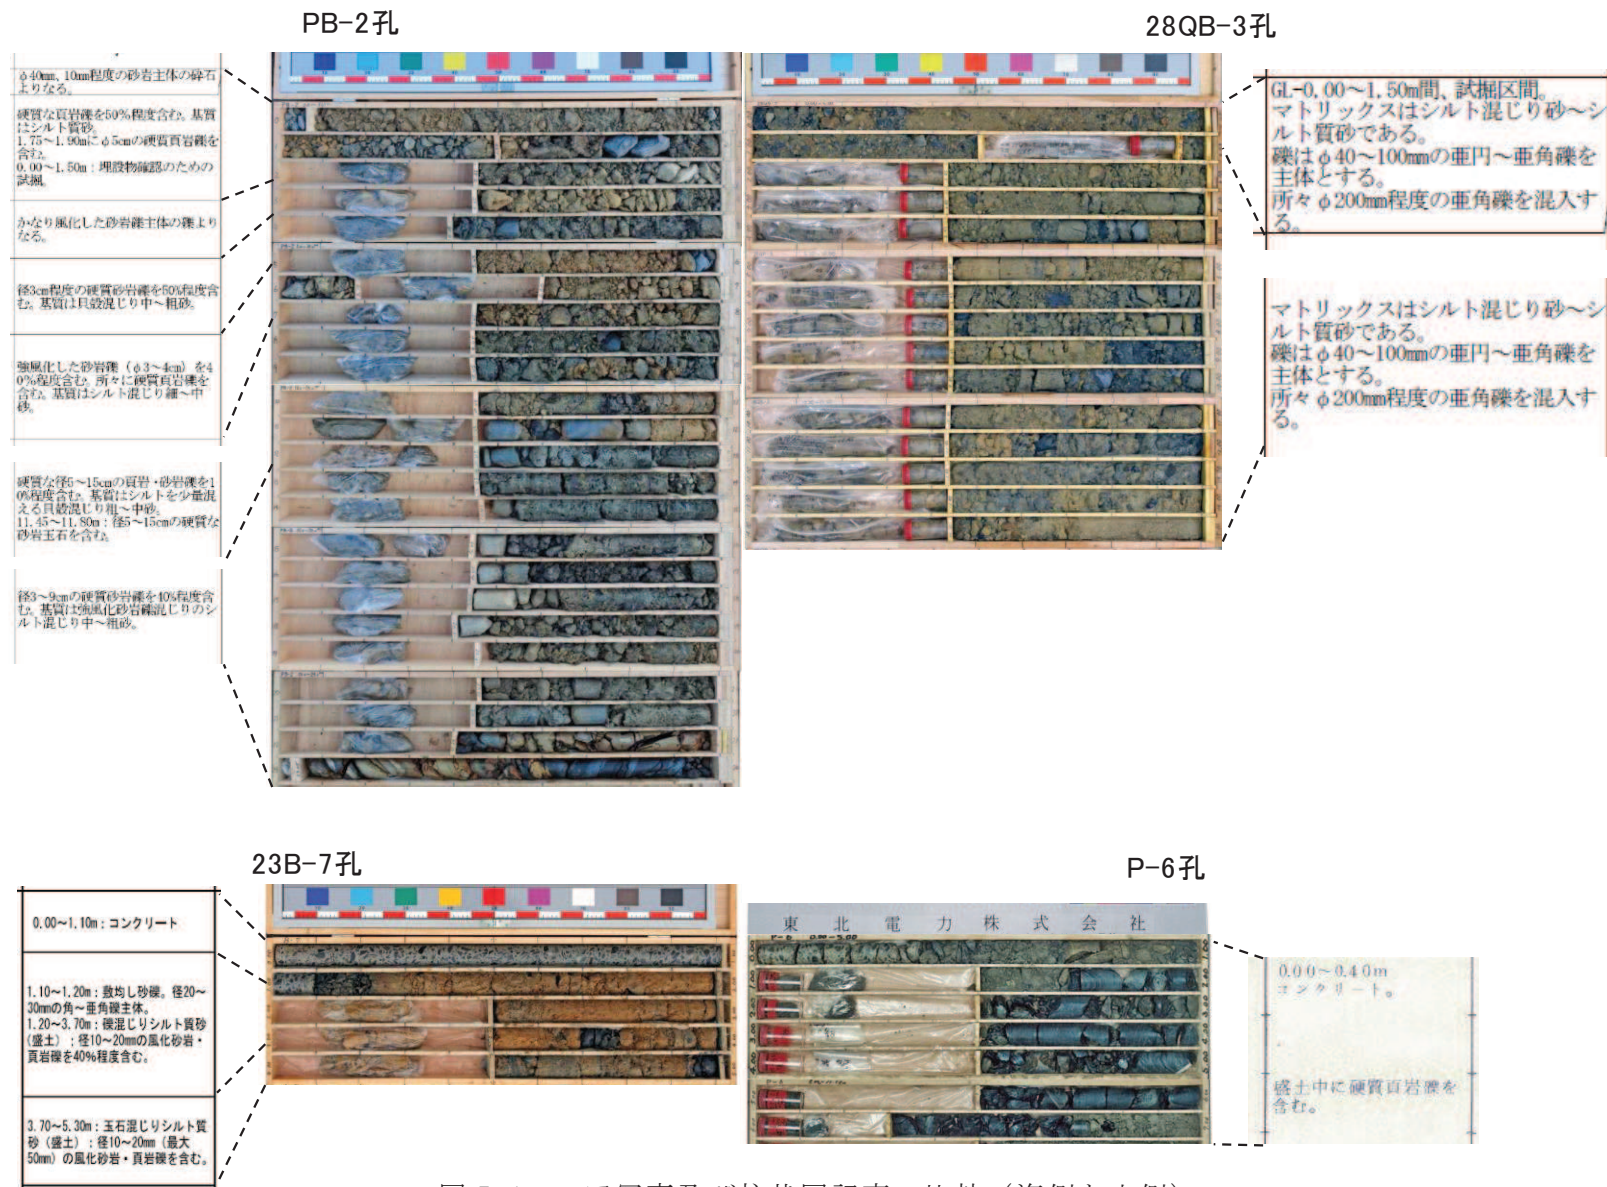 PB-2孔
φ40mm、10mm程度の砂岩主体の砕石
よりなる。
硬質な頁岩礫を50%程度含む。基質
はシルト質砂。
1.75～1.90mにφ5cmの硬質頁岩礫を
含む。
0.00～1.50m：埋設物確認のための
試掘。
かなり風化した砂岩礫主体の礫より
なる。
径3cm程度の硬質砂岩礫を50%程度含
む。基質は貝殻混じり中～粗砂。
強風化した砂岩礫（φ3～4cm）を4
0%程度含む。所々に硬質頁岩礫を
含む。基質はシルト混じり細～中
砂。
硬質な径5～15cmの頁岩・砂岩礫を1
0%程度含む。基質はシルトを少量混
える貝殻混じり粗～中砂。
11.45～11.80m：径5～15cmの硬質な
砂岩玉石を含む。
径3～9cmの硬質砂岩礫を40%程度含
む。基質は強風化砂岩礫混じりのシ
ルト混じり中～粗砂。
28QB-3孔
GL-0.00～1.50m間、試掘区間。
マトリックスはシルト混じり砂～シ
ルト質砂である。
礫はφ40～100mmの亜円～亜角礫を
主体とする。
所々φ200mm程度の亜角礫を混入す
る。
マトリックスはシルト混じり砂～シ
ルト質砂である。
礫はφ40～100mmの亜円～亜角礫を
主体とする。
所々φ200mm程度の亜角礫を混入す
る。
23B-7孔
0.00～1.10m：コンクリート
1.10～1.20m：敷均し砂礫。径20～
30mmの角～亜角礫主体。
1.20～3.70m：礫混じりシルト質砂
（盛土）；径10～20mmの風化砂岩・
頁岩礫を40%程度含む。
3.70～5.30m：玉石混じりシルト質
砂（盛土）：径10～20mm（最大
50mm）の風化砂岩・頁岩礫を含む。
P-6孔
東北電力株式会社
P-6 0.00-5.00
0.00 1.00
1.00 2.00
2.00 3.00
3.00 4.00
4.00 5.00
0.00～0.40m
コンクリート。
盛土中に硬質頁岩礫を
含む。